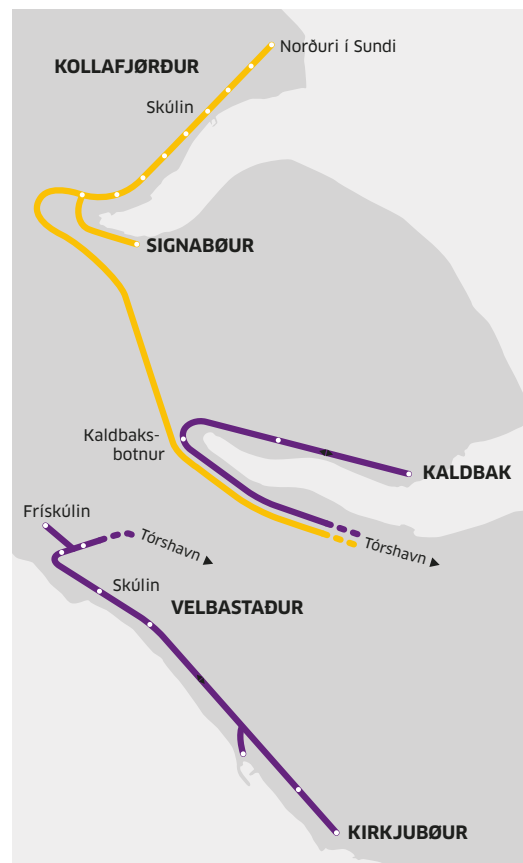 Norðuri í Sundi
KOLLAFJØRÐUR
Skúlin
SIGNABØUR
Kaldbaks-
botnur
KALDBAK
Frískúlin
Tórshavn
Tórshavn
Skúlin
VELBASTAÐUR
KIRKJUBØUR